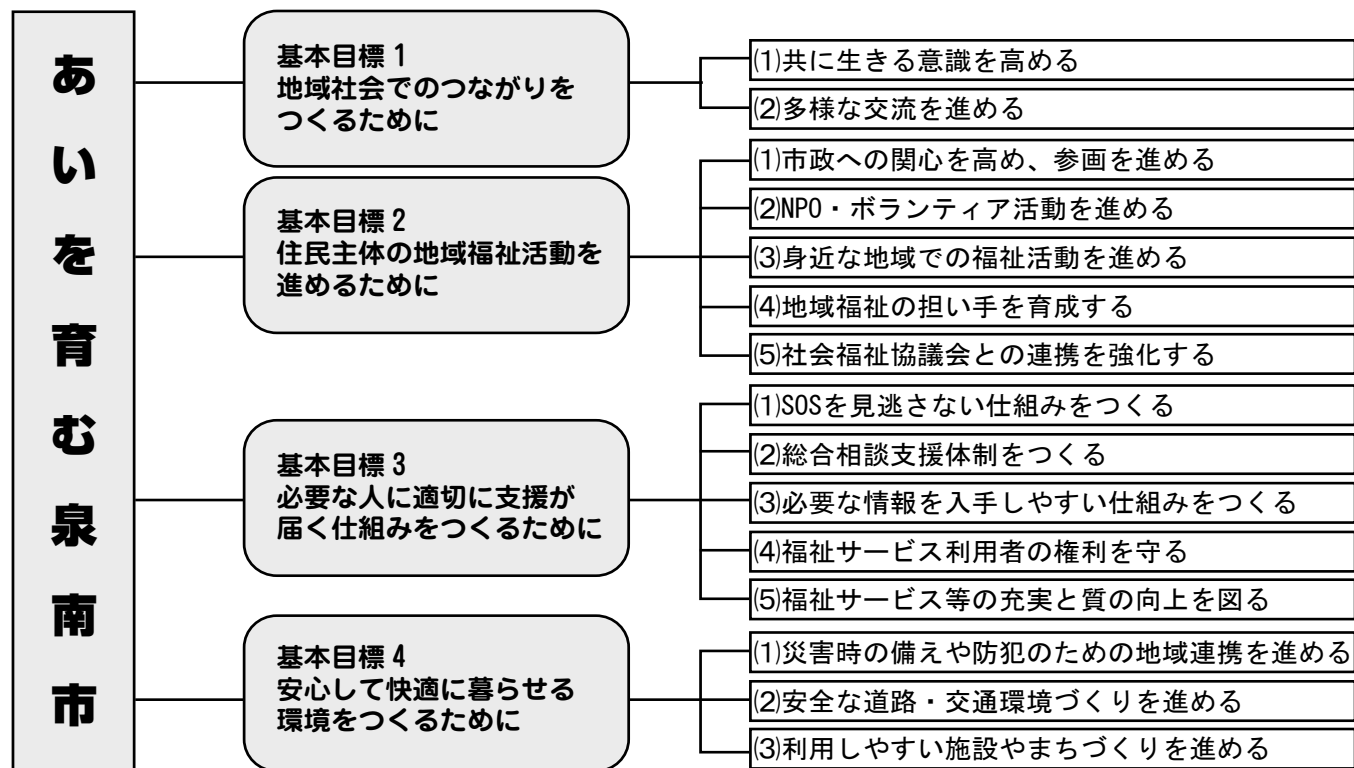 あいを育む泉南市
基本目標1
地域社会でのつながりを
つくるために
⑴共に生きる意識を高める
⑵多様な交流を進める
基本目標2
住民主体の地域福祉活動を
進めるために
⑴市政への関心を高め、参画を進める
⑵NPO・ボランティア活動を進める
⑶身近な地域での福祉活動を進める
⑷地域福祉の担い手を育成する
⑸社会福祉協議会との連携を強化する
基本目標3
必要な人に適切に支援が
届く仕組みをつくるために
⑴SOSを見逃さない仕組みをつくる
⑵総合相談支援体制をつくる
⑶必要な情報を入手しやすい仕組みをつくる
⑷福祉サービス利用者の権利を守る
⑸福祉サービス等の充実と質の向上を図る
基本目標4
安心して快適に暮らせる
環境をつくるために
⑴災害時の備えや防犯のための地域連携を進める
⑵安全な道路・交通環境づくりを進める
⑶利用しやすい施設やまちづくりを進める